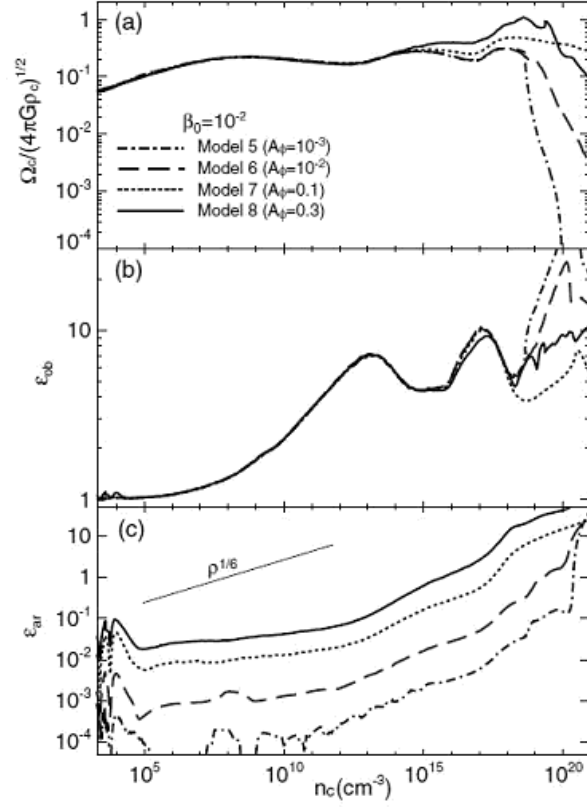 (a)
1
10⁻¹
10⁻²
10⁻³
10⁻⁴
Ωc/(4πGρc)^1/2
β₀=10⁻²
Model 5 (Aϕ=10⁻³)
Model 6 (Aϕ=10⁻²)
Model 7 (Aϕ=0.1)
Model 8 (Aϕ=0.3)
(b)
10
1
εob
(c)
10
1
10⁻¹
10⁻²
10⁻³
10⁻⁴
εar
ρ^1/6
10⁵ 10¹⁰ 10¹⁵ 10²⁰
nc(cm⁻³)